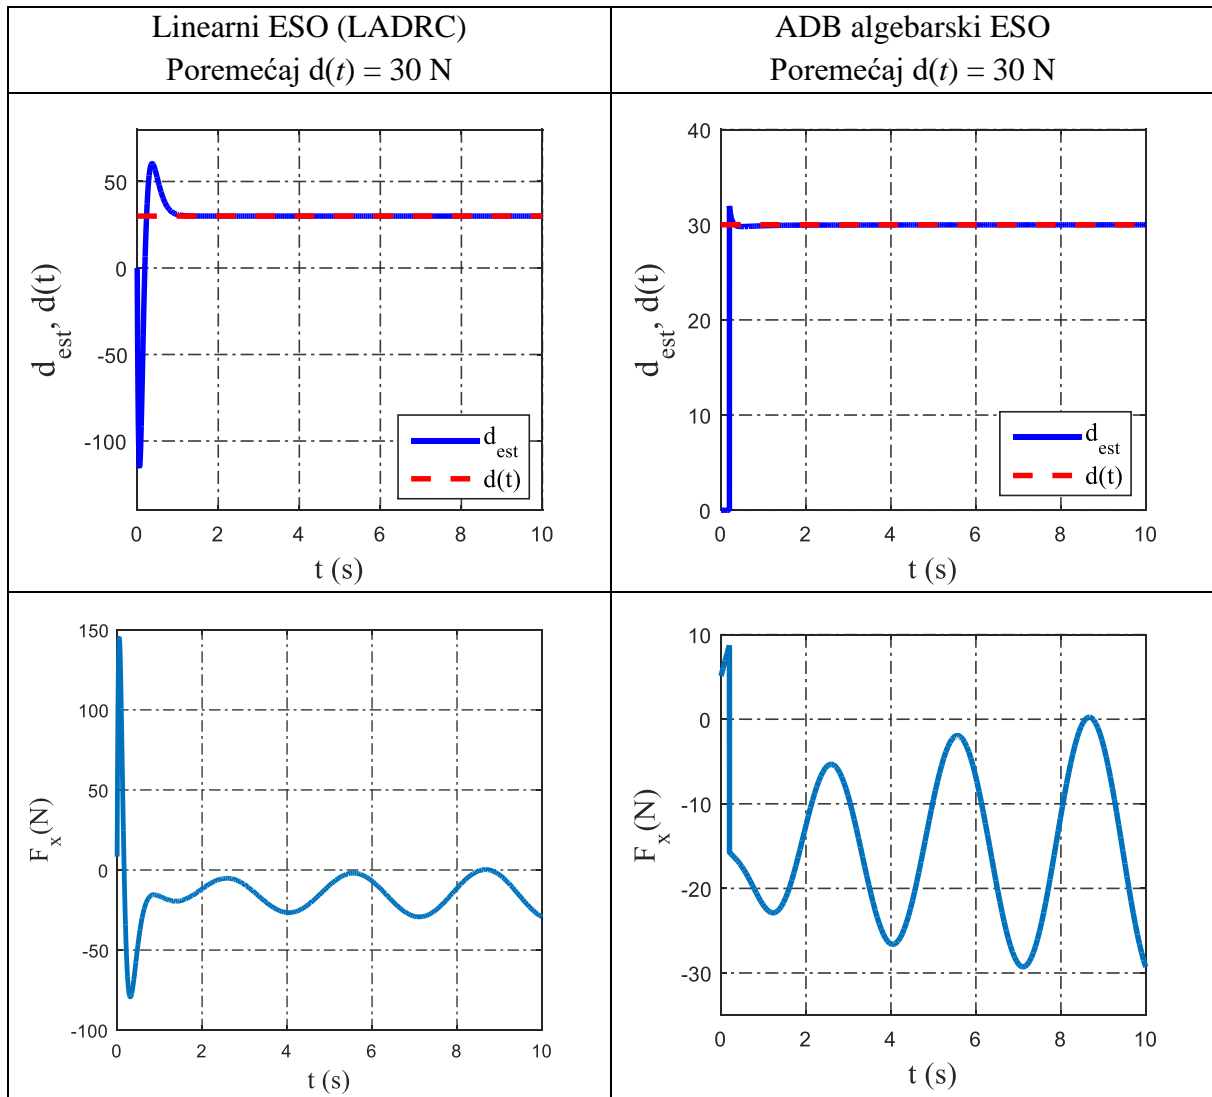 Linearni ESO (LADRC)
Poremećaj d(t) = 30 N
ADB algebarski ESO
Poremećaj d(t) = 30 N
50
0
-50
-100
0 2 4 6 8 10
d_est, d(t)
t (s)
d_est
d(t)
40
30
20
10
0
0 2 4 6 8 10
d_est, d(t)
t (s)
d_est
d(t)
150
100
50
0
-50
-100
0 2 4 6 8 10
F_x(N)
t (s)
10
0
-10
-20
-30
0 2 4 6 8 10
F_x(N)
t (s)